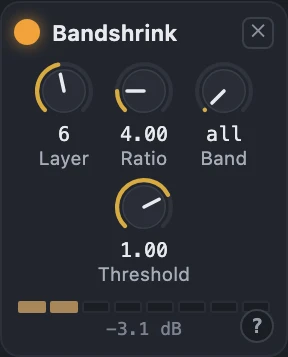 Bandshrink ×
6 4.00 all
Layer Ratio Band
1.00
Threshold
−3.1 dB ?